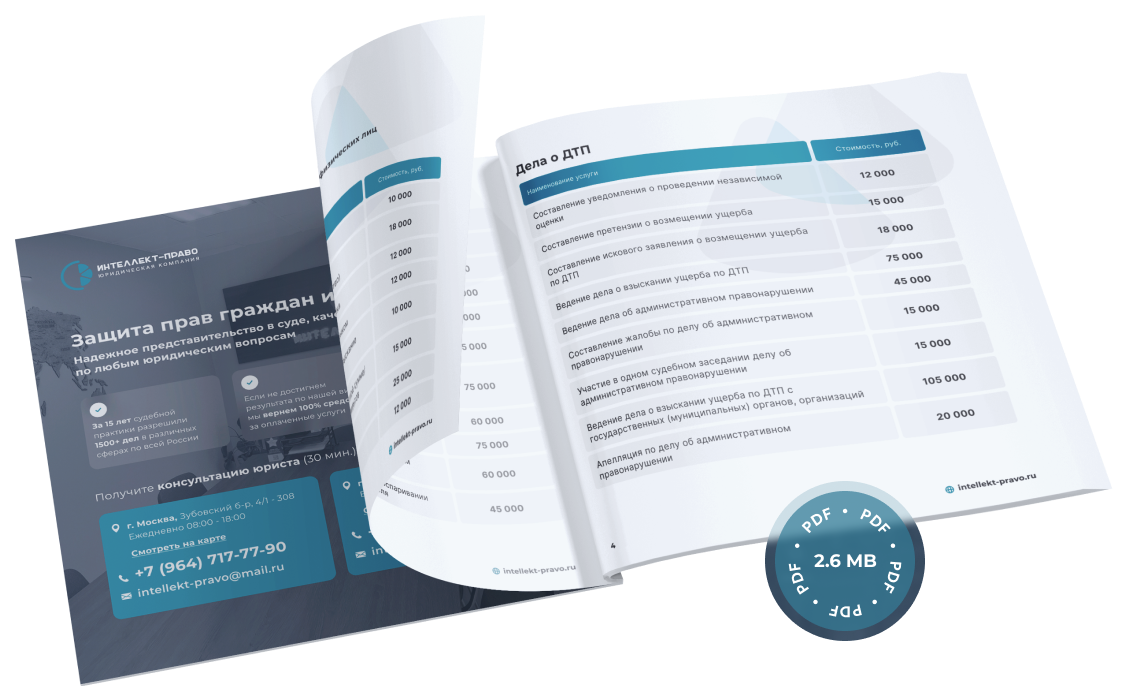 ИНТЕЛЛЕКТ-ПРАВО
ЮРИДИЧЕСКАЯ КОМПАНИЯ
Защита прав граждан и
Надежное представительство в суде,
по любым юридическим вопросам
За 15 лет судебной
практики разрешили
1500+ дел в различных
сферах по всей России
Если не достигнем
результата по нашей
мы вернем 100%
за оплаченные услуги
Получите консультацию юриста (30 мин.)
г. Москва, Зубовский б-р, 4/1 - 306
Ежедневно 08:00 - 18:00
Смотреть на карте
+7 (964) 717-77-90
intellekt-pravo@mail.ru
физических лиц
Стоимость, руб.
10 000
18 000
12 000
12 000
10 000
15 000
25 000
12 000
intellekt-pravo.ru
75 000
60 000
75 000
60 000
45 000
intellekt-pravo.ru
Дела о ДТП
Наименование услуги
Стоимость, руб.
Составление уведомления о проведении независимой
оценки
12 000
Составление претензии о возмещении ущерба
15 000
Составление искового заявления о возмещении ущерба
по ДТП
18 000
Ведение дела о взыскании ущерба по ДТП
75 000
Ведение дела об административном правонарушении
45 000
Составление жалобы по делу об административном
правонарушении
15 000
Участие в одном судебном заседании делу об
административном правонарушении
15 000
Ведение дела о взыскании ущерба по ДТП с
государственных (муниципальных) органов, организаций
105 000
Апелляция по делу об административном
правонарушении
20 000
4
intellekt-pravo.ru
PDF • PDF • PDF • PDF • PDF •
2.6 MB